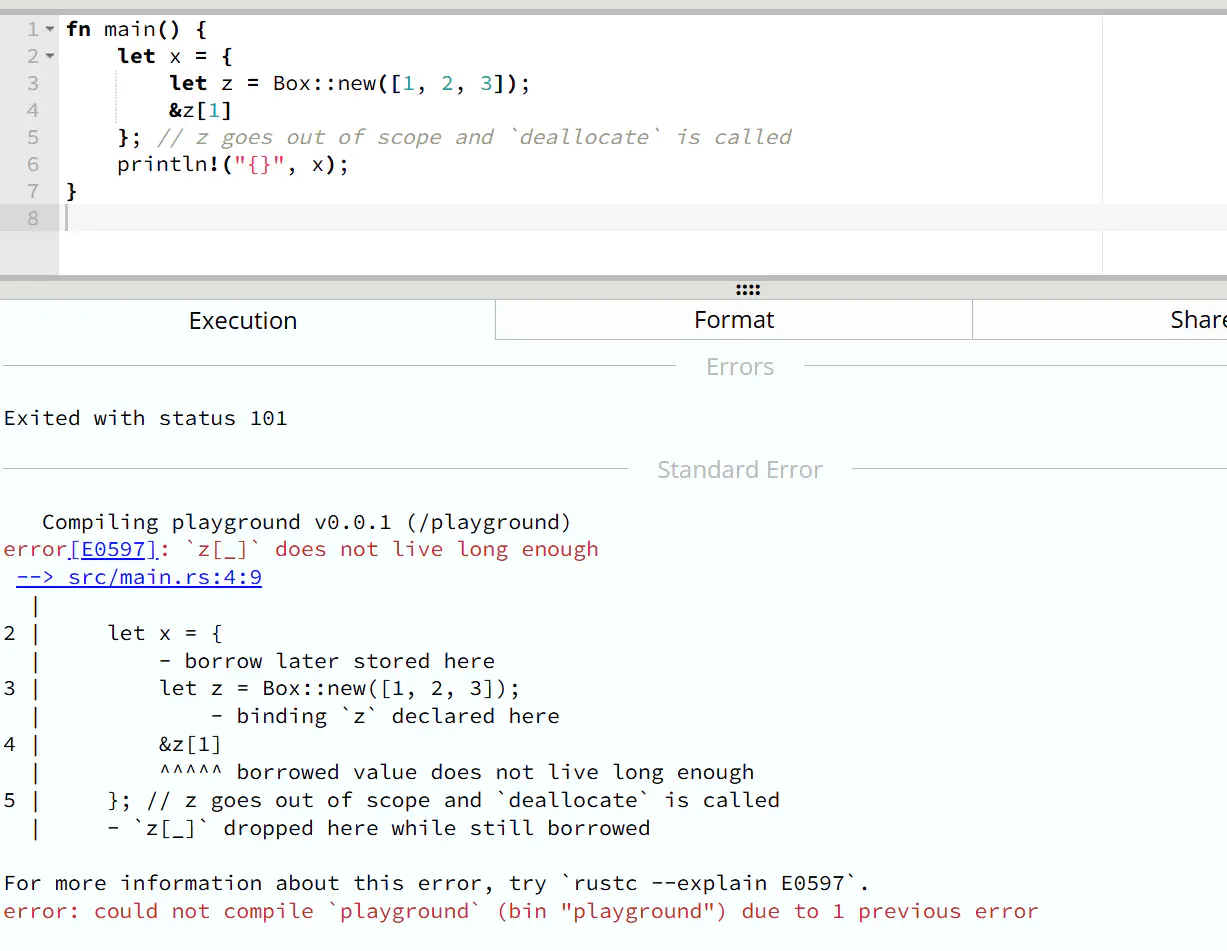 1 fn main() {
2     let x = {
3         let z = Box::new([1, 2, 3]);
4         &z[1]
5     }; // z goes out of scope and `deallocate` is called
6     println!("{}", x);
7 }
8
Execution Format Share
Errors
Exited with status 101
Standard Error
   Compiling playground v0.0.1 (/playground)
error[E0597]: `z[_]` does not live long enough
 --> src/main.rs:4:9
  |
2 |     let x = {
  |         - borrow later stored here
3 |         let z = Box::new([1, 2, 3]);
  |             - binding `z` declared here
4 |         &z[1]
  |         ^^^^^ borrowed value does not live long enough
5 |     }; // z goes out of scope and `deallocate` is called
  |     - `z[_]` dropped here while still borrowed
For more information about this error, try `rustc --explain E0597`.
error: could not compile `playground` (bin "playground") due to 1 previous error